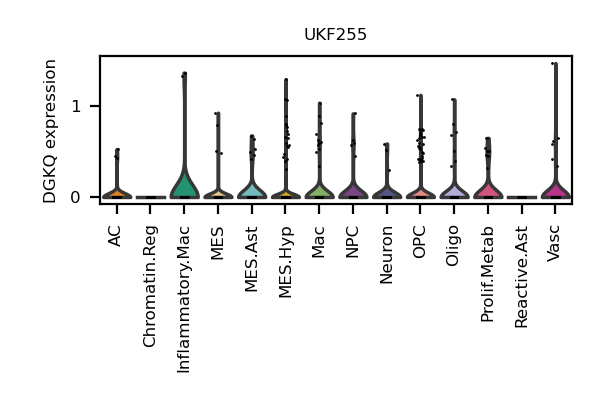 UKF255
DGKQ expression
1
0
AC
Chromatin.Reg
Inflammatory.Mac
MES
MES.Ast
MES.Hyp
Mac
NPC
Neuron
OPC
Oligo
Prolif.Metab
Reactive.Ast
Vasc